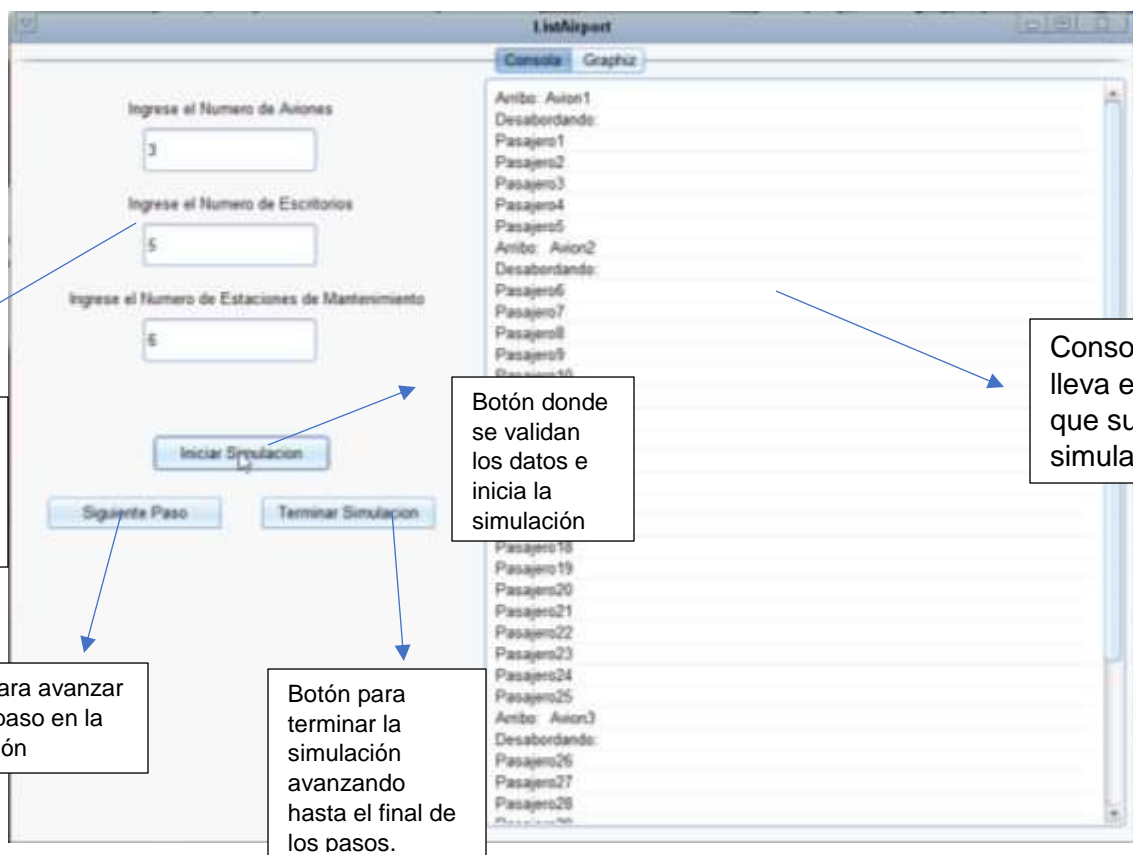 ListAirport
Consola Graphiz
Ingrese el Numero de Aviones
3
Ingrese el Numero de Escritorios
5
Ingrese el Numero de Estaciones de Mantenimiento
6
Iniciar Simulacion
Siguiente Paso
Terminar Simulacion
Arribo: Avion1
Desabordando:
Pasajero1
Pasajero2
Pasajero3
Pasajero4
Pasajero5
Arribo: Avion2
Desabordando:
Pasajero6
Pasajero7
Pasajero8
Pasajero9
Pasajero10
Pasajero18
Pasajero19
Pasajero20
Pasajero21
Pasajero22
Pasajero23
Pasajero24
Pasajero25
Arribo: Avion3
Desabordando:
Pasajero26
Pasajero27
Pasajero28
Botón donde
se validan
los datos e
inicia la
simulación
Conso
lleva e
que su
simula
ara avanzar
paso en la
ón
Botón para
terminar la
simulación
avanzando
hasta el final de
los pasos.